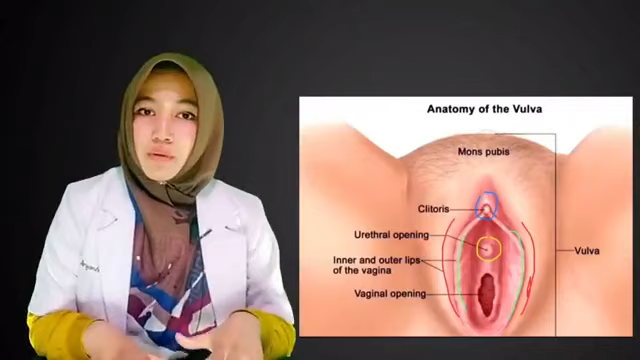 Anatomy of the Vulva
Mons pubis
Clitoris
Urethral opening
Inner and outer lips
of the vagina
Vaginal opening
Vulva